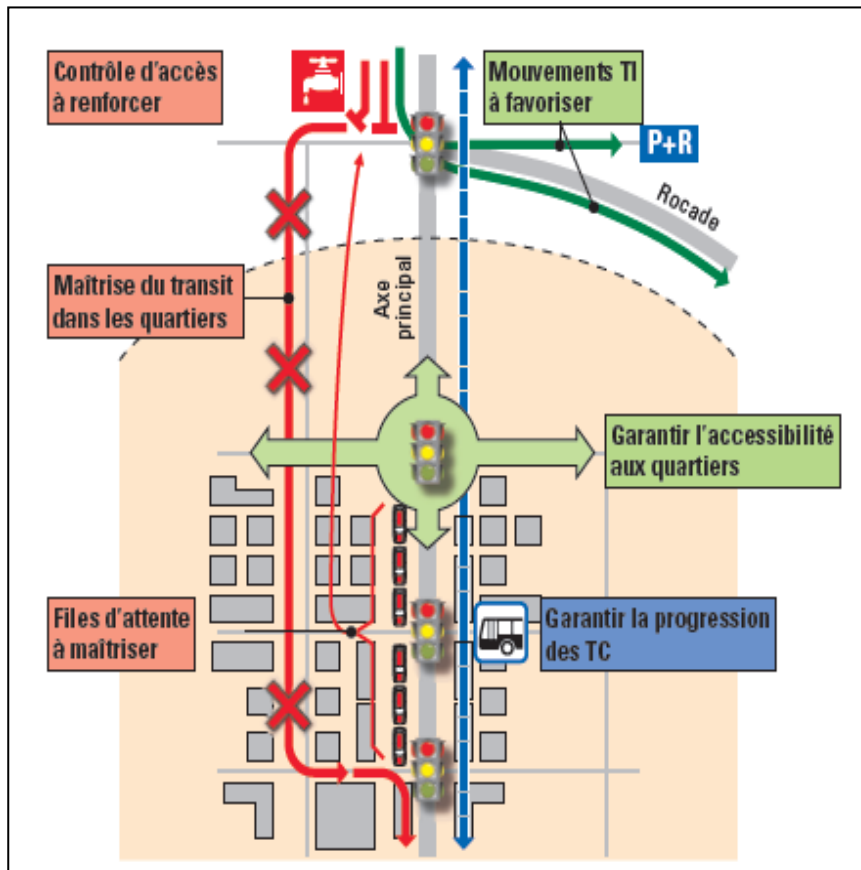 Contrôle d'accès
à renforcer
Mouvements TI
à favoriser
P+R
Rocade
Maîtrise du transit
dans les quartiers
Axe
principal
Garantir l'accessibilité
aux quartiers
Files d'attente
à maîtriser
Garantir la progression
des TC